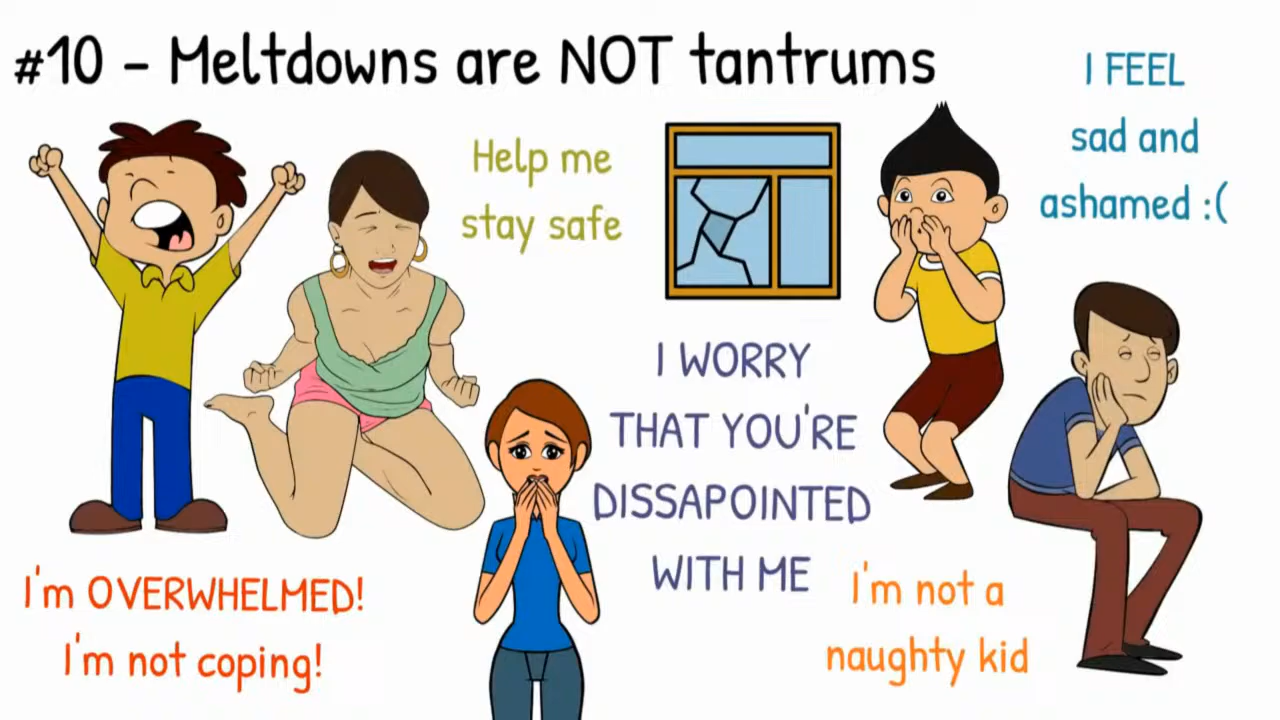 #10 - Meltdowns are NOT tantrums
Help me
stay safe
I FEEL
sad and
ashamed :(
I WORRY
THAT YOU'RE
DISSAPOINTED
WITH ME
I'm OVERWHELMED!
I'm not coping!
I'm not a
naughty kid